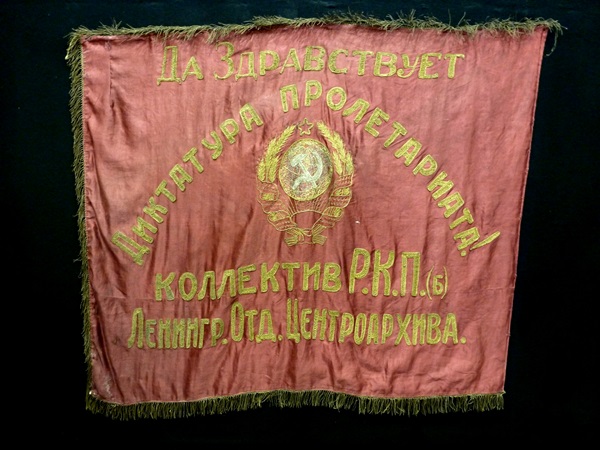 Да Здравствует
Диктатура пролетариата!
коллектив Р.К.П.(б)
Ленингр. Отд. Центроархива.